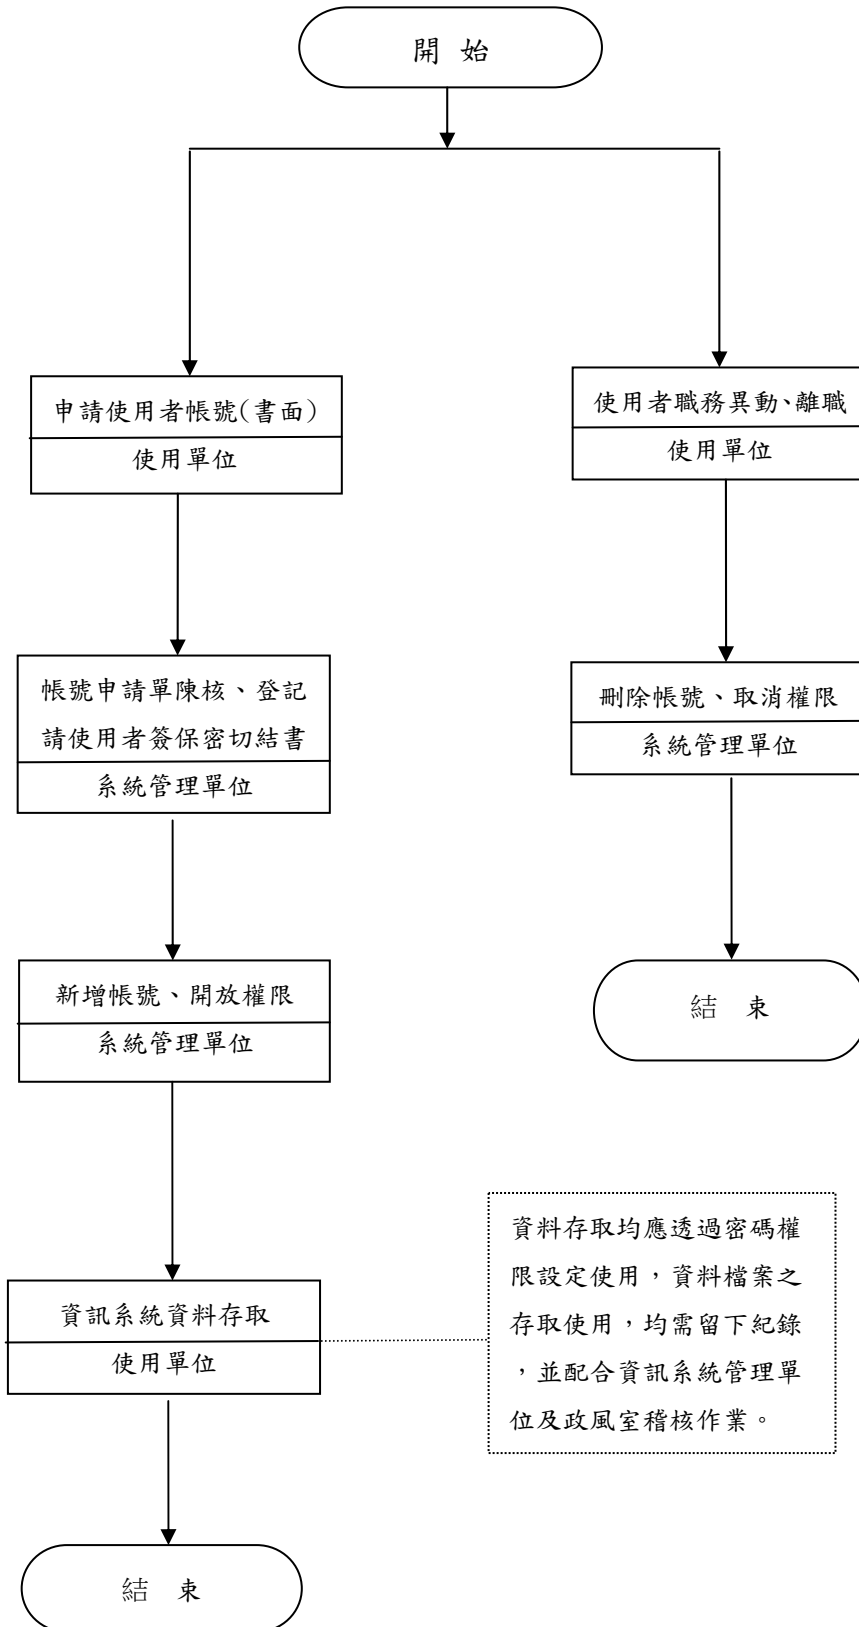 開 始
申請使用者帳號(書面)
使用單位
帳號申請單陳核、登記
請使用者簽保密切結書
系統管理單位
新增帳號、開放權限
系統管理單位
資訊系統資料存取
使用單位
結 束
使用者職務異動、離職
使用單位
刪除帳號、取消權限
系統管理單位
結 束
資料存取均應透過密碼權
限設定使用，資料檔案之
存取使用，均需留下紀錄
，並配合資訊系統管理單
位及政風室稽核作業。